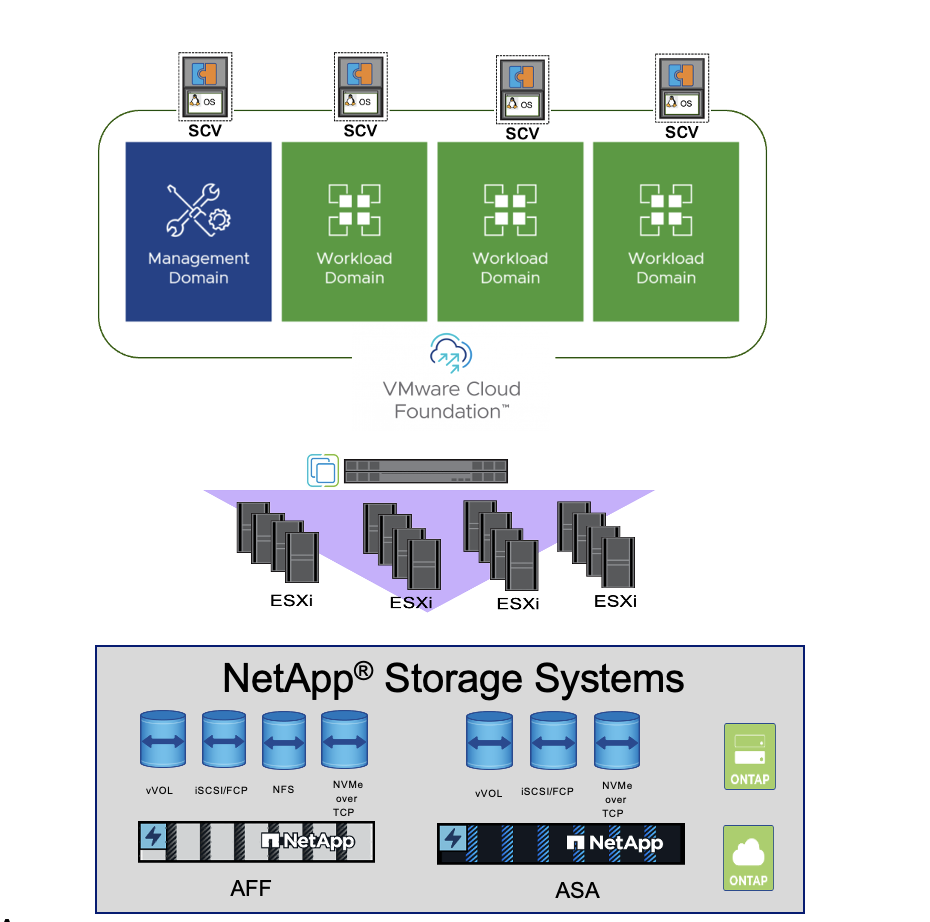 OS OS OS OS
SCV SCV SCV SCV
Management Workload Workload Workload
Domain Domain Domain Domain
VMware Cloud
Foundation™
ESXi ESXi ESXi ESXi
NetApp® Storage Systems
vVOL iSCSI/FCP NFS NVMe
over
TCP
vVOL iSCSI/FCP NVMe
over
TCP
ONTAP
NetApp NetApp
AFF ASA
ONTAP